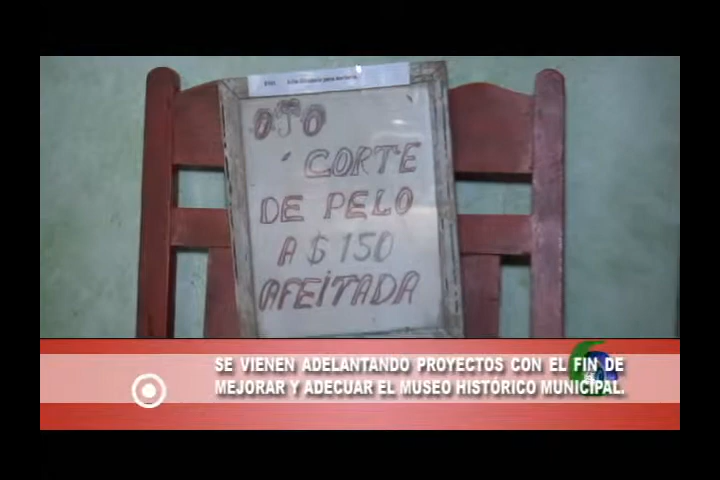 OJO
CORTE
DE PELO
A $ 150
AFEITADA
SE VIENEN ADELANTANDO PROYECTOS CON EL FIN DE
MEJORAR Y ADECUAR EL MUSEO HISTÓRICO MUNICIPAL.